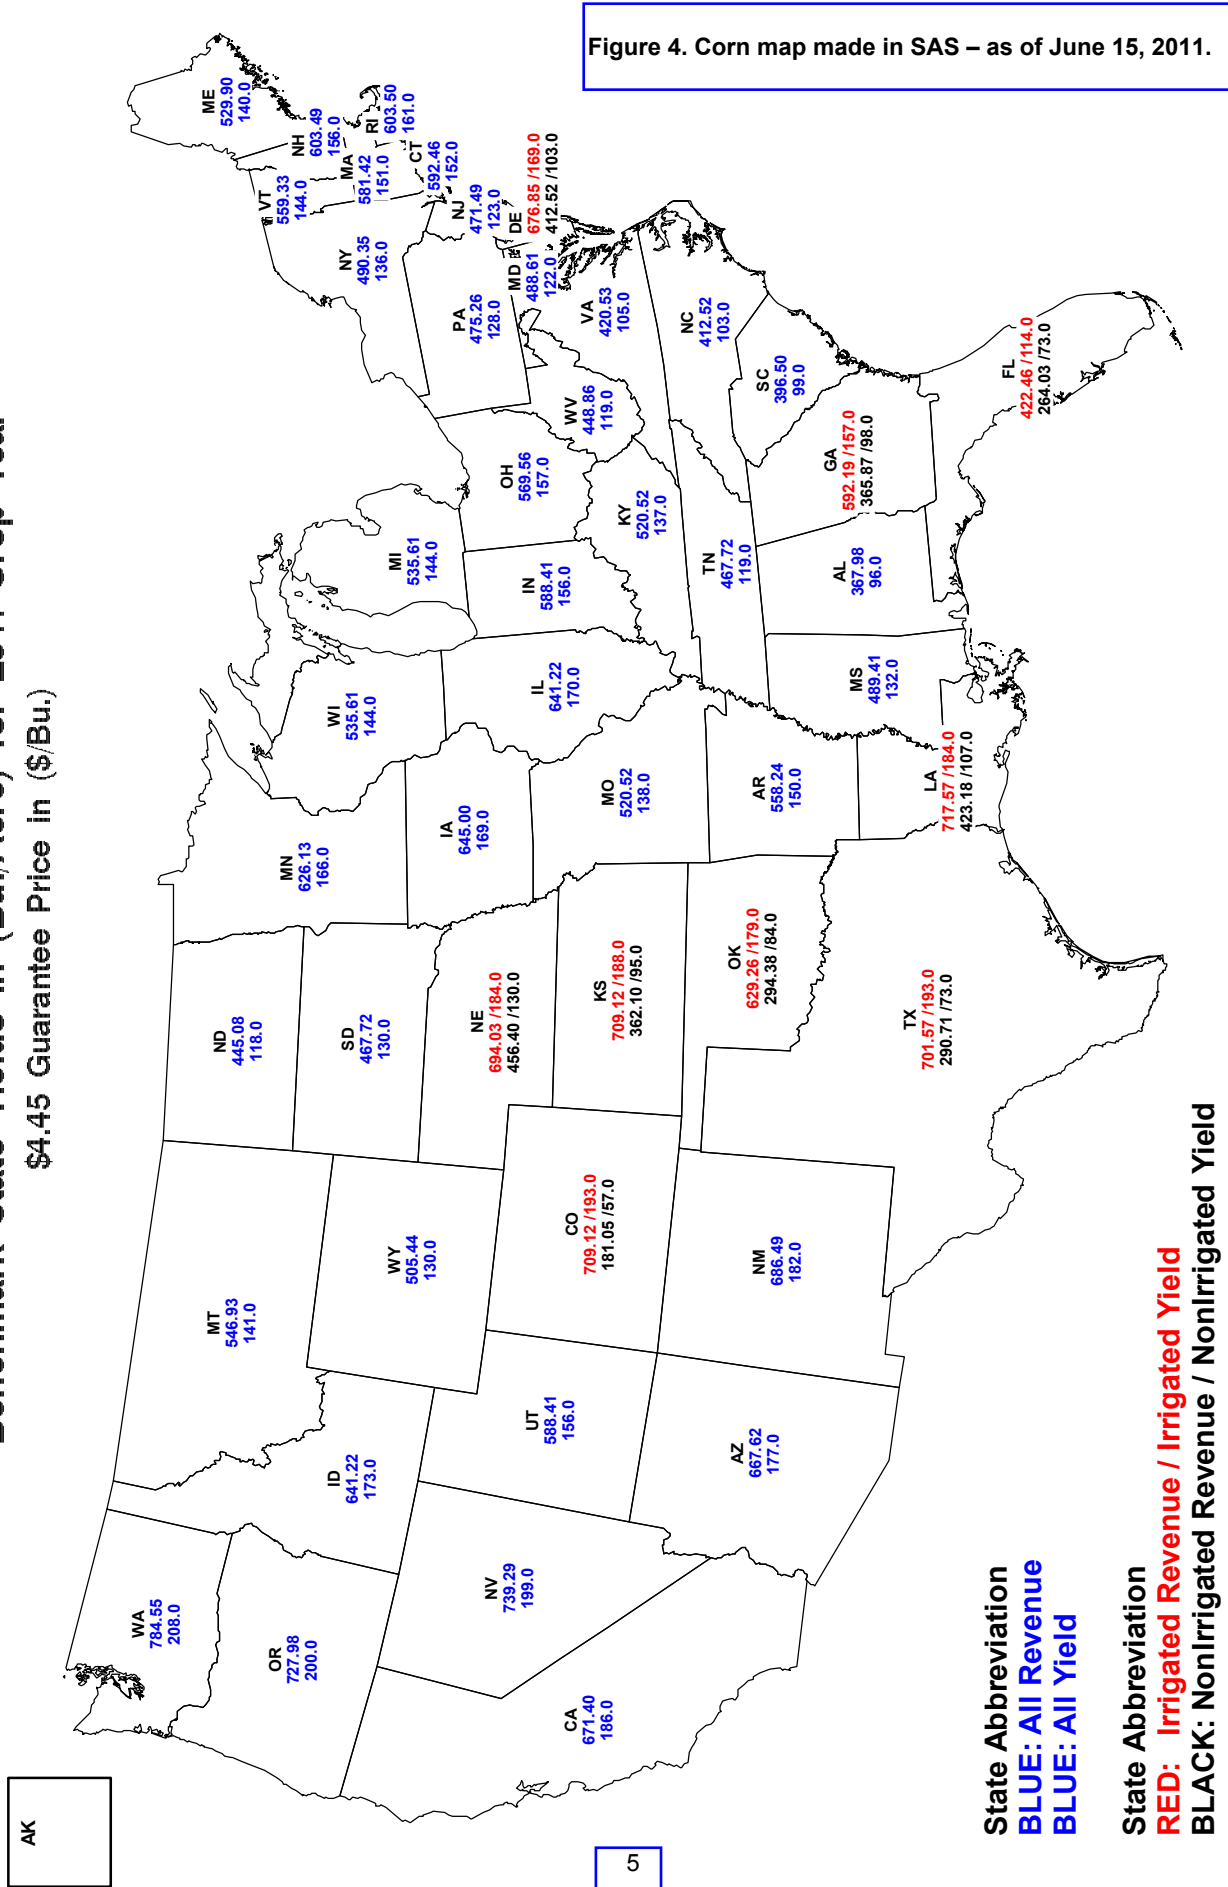 Figure 4. Corn map made in SAS – as of June 15, 2011.
$4.45 Guarantee Price in ($/Bu.)
AK
WA
784.55
208.0
OR
727.98
200.0
CA
671.40
186.0
NV
739.29
199.0
ID
641.22
173.0
MT
546.93
141.0
WY
505.44
130.0
UT
588.41
156.0
AZ
667.62
177.0
CO
709.12 /193.0
181.05 /57.0
NM
686.49
182.0
ND
445.08
118.0
SD
467.72
130.0
NE
694.03 /184.0
456.40 /130.0
KS
709.12 /188.0
362.10 /95.0
OK
629.26 /179.0
294.38 /84.0
TX
701.57 /193.0
290.71 /73.0
MN
626.13
166.0
IA
645.00
169.0
MO
520.52
138.0
AR
558.24
150.0
LA
717.57 /184.0
423.18 /107.0
WI
535.61
144.0
IL
641.22
170.0
MS
489.41
132.0
MI
535.61
144.0
IN
588.41
156.0
OH
569.56
157.0
KY
520.52
137.0
TN
467.72
119.0
AL
367.98
96.0
GA
592.19 /157.0
365.87 /98.0
FL
422.46 /114.0
264.03 /73.0
SC
396.50
99.0
NC
412.52
103.0
VA
420.53
105.0
WV
448.86
119.0
PA
475.26
128.0
MD
488.61
122.0
DE
676.85 /169.0
412.52 /103.0
NJ
471.49
123.0
NY
490.35
136.0
CT
592.46
152.0
RI
603.50
161.0
MA
581.42
151.0
VT
559.33
144.0
NH
603.49
156.0
ME
529.90
140.0
State Abbreviation
BLUE: All Revenue
BLUE: All Yield
State Abbreviation
RED: Irrigated Revenue / Irrigated Yield
BLACK: NonIrrigated Revenue / NonIrrigated Yield
5